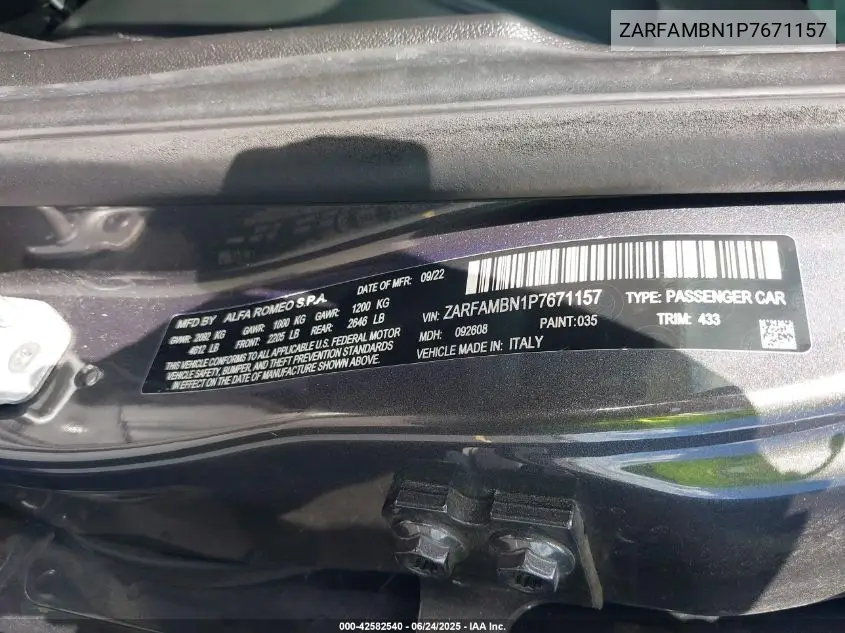 ZARFAMBN1P7671157
MFD BY ALFA ROMEO S.P.A. DATE OF MFR: 09/22
GVWR: 2092 KG GAWR: 1000 KG GAWR: 1200 KG
4612 LB FRONT: 2205 LB REAR: 2646 LB
THIS VEHICLE CONFORMS TO ALL APPLICABLE U.S. FEDERAL MOTOR
VEHICLE SAFETY, BUMPER, AND THEFT PREVENTION STANDARDS
IN EFFECT ON THE DATE OF MANUFACTURE SHOWN ABOVE.
VIN: ZARFAMBN1P7671157 TYPE: PASSENGER CAR
MDH: 092608 PAINT: 035 TRIM: 433
VEHICLE MADE IN: ITALY
000-42582540 - 06/24/2025 - IAA Inc.